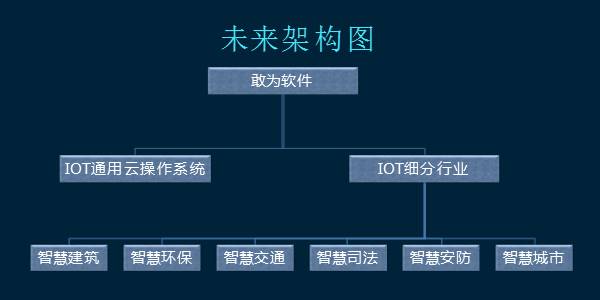 未来架构图
敢为软件
IOT通用云操作系统
IOT细分行业
智慧建筑
智慧环保
智慧交通
智慧司法
智慧安防
智慧城市